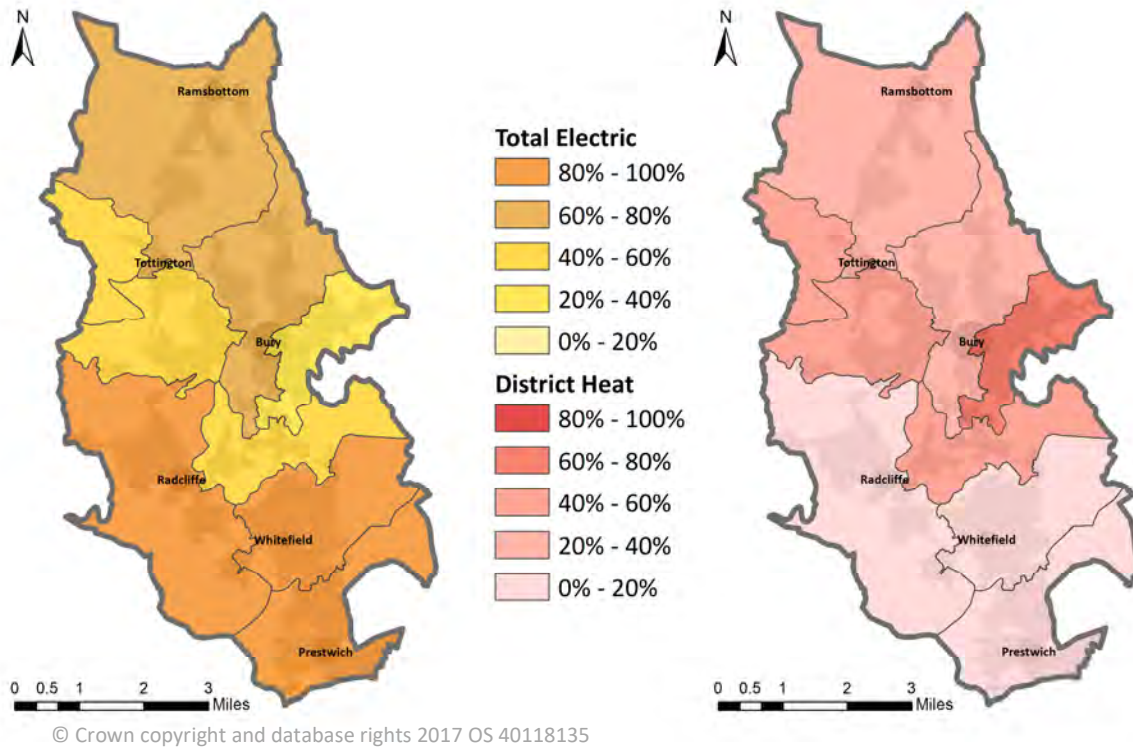 N
Ramsbottom
Tottington
Bury
Radcliffe
Whitefield
Prestwich
0 0.5 1 2 3
Miles
Total Electric
80% - 100%
60% - 80%
40% - 60%
20% - 40%
0% - 20%
District Heat
80% - 100%
60% - 80%
40% - 60%
20% - 40%
0% - 20%
N
Ramsbottom
Tottington
Bury
Radcliffe
Whitefield
Prestwich
0 0.5 1 2 3
Miles
© Crown copyright and database rights 2017 OS 40118135